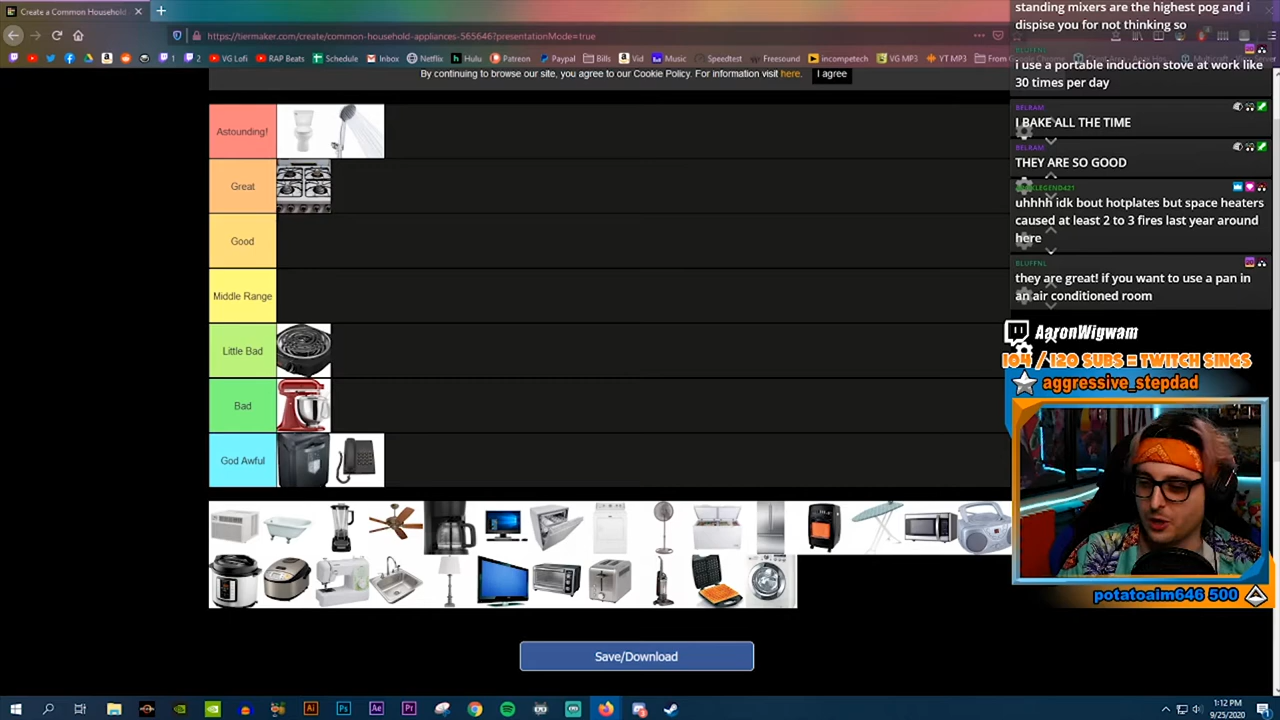 Create a Common Household
standing mixers are the highest pog and i
dispise you for not thinking so
https://tiermaker.com/create/common-household-appliances-565646?presentationMode=true
VG Lofi
RAP Beats
Schedule
Inbox
Netflix
Hulu
Patreon
Paypal
Bills
Vid
Music
Speedtest
Freesound
incompetech
VG MP3
YT MP3
From Google Chrome
By continuing to browse our site, you agree to our Cookie Policy. For information visit here.
I agree
BLUFFNL
i use a portable induction stove at work like
30 times per day
BELRAM
I BAKE ALL THE TIME
BELRAM
THEY ARE SO GOOD
uhhhh idk bout hotplates but space heaters
caused at least 2 to 3 fires last year around
here
BLUFFNL
they are great! if you want to use a pan in
an air conditioned room
Astounding!
Great
Good
Middle Range
Little Bad
Bad
God Awful
AaronWigwam
104 / 120 SUBS = TWITCH SINGS
aggressive_stepdad
potatoaim646 500
Save/Download
1:12 PM
9/25/2020